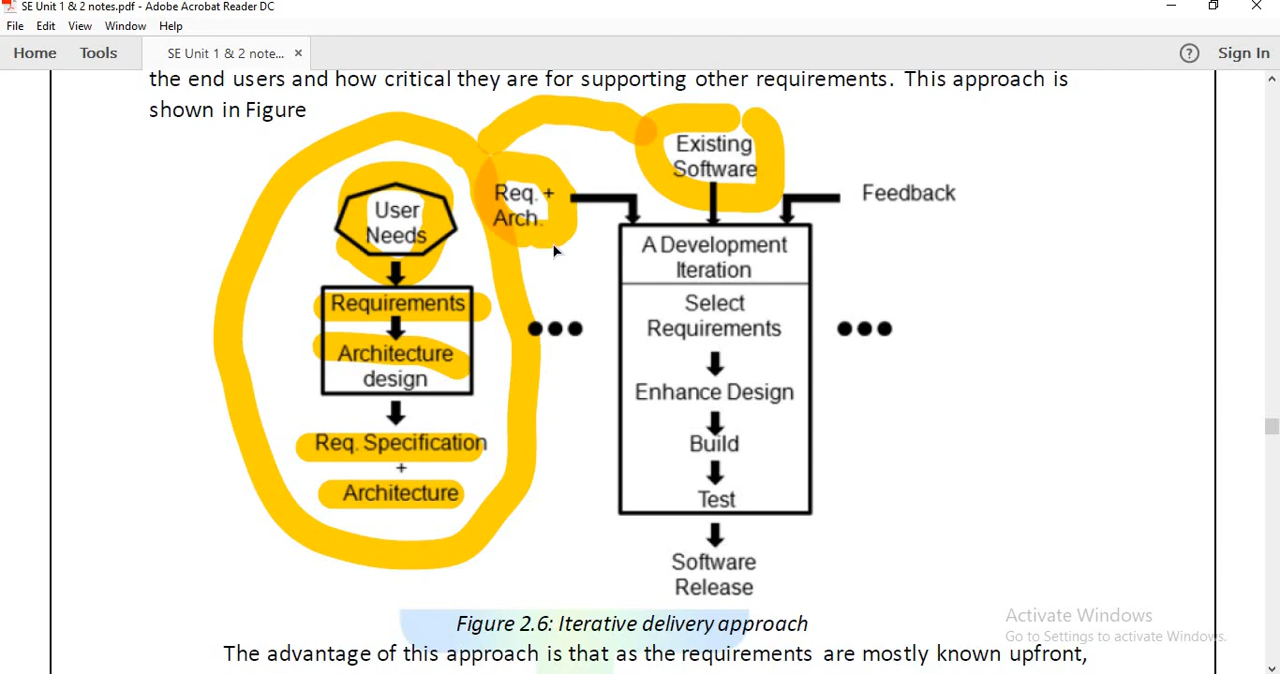 SE Unit 1 & 2 notes.pdf - Adobe Acrobat Reader DC
File Edit View Window Help
Home Tools SE Unit 1 & 2 note... × ? Sign In
the end users and how critical they are for supporting other requirements. This approach is
shown in Figure
User
Needs
Requirements
Architecture
design
Req. Specification
+
Architecture
Req. +
Arch.
Existing
Software
Feedback
A Development
Iteration
Select
Requirements
Enhance Design
Build
Test
Software
Release
Figure 2.6: Iterative delivery approach
The advantage of this approach is that as the requirements are mostly known upfront,
Activate Windows
Go to Settings to activate Windows.